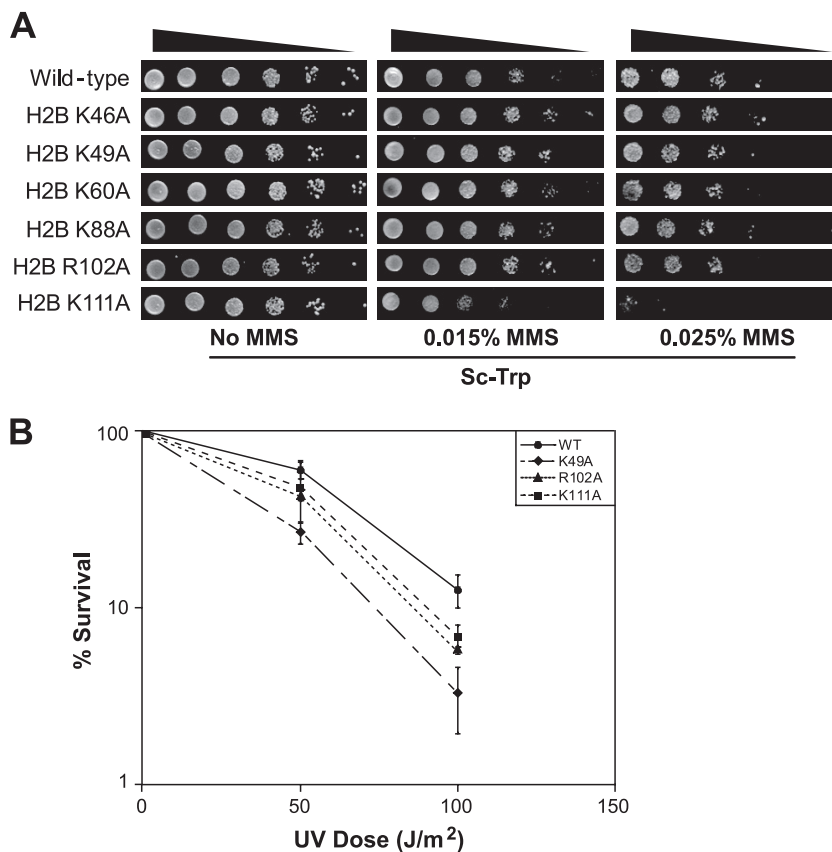 A
Wild-type
H2B K46A
H2B K49A
H2B K60A
H2B K88A
H2B R102A
H2B K111A
No MMS
0.015% MMS
0.025% MMS
Sc-Trp
B
100
10
1
% Survival
WT
K49A
R102A
K111A
0
50
100
150
UV Dose (J/m²)